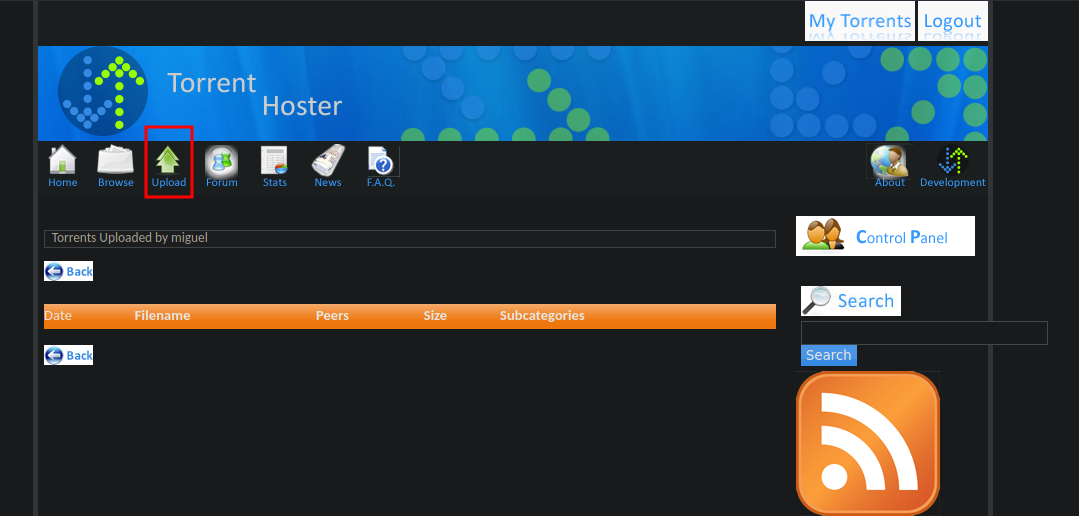 My Torrents Logout
Torrent
Hoster
Home Browse Upload Forum Stats News F.A.Q. About Development
Torrents Uploaded by miguel
Control Panel
Back
Search
Date Filename Peers Size Subcategories
Search
Back